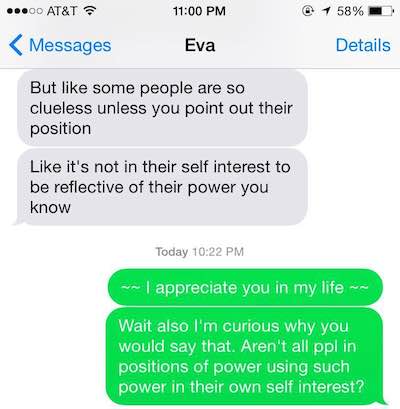 AT&T 11:00 PM 58%
Messages Eva Details
But like some people are so
clueless unless you point out their
position
Like it's not in their self interest to
be reflective of their power you
know
Today 10:22 PM
~~ I appreciate you in my life ~~
Wait also I'm curious why you
would say that. Aren't all ppl in
positions of power using such
power in their own self interest?